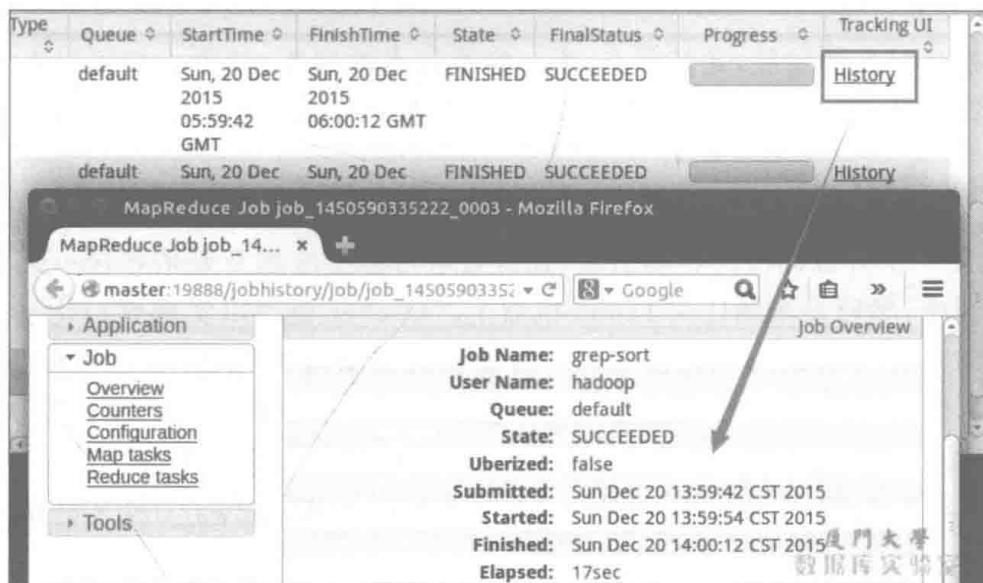 Type Queue StartTime FinishTime State FinalStatus Progress Tracking UI
default Sun, 20 Dec 2015 05:59:42 GMT Sun, 20 Dec 2015 06:00:12 GMT FINISHED SUCCEEDED History
default Sun, 20 Dec Sun, 20 Dec FINISHED SUCCEEDED History
MapReduce Job job_1450590335222_0003 - Mozilla Firefox
MapReduce Job job_14... ×
master:19888/jobhistory/job/job_14505903352 Google
Application
Job
Overview
Counters
Configuration
Map tasks
Reduce tasks
Tools
Job Overview
Job Name: grep-sort
User Name: hadoop
Queue: default
State: SUCCEEDED
Uberized: false
Submitted: Sun Dec 20 13:59:42 CST 2015
Started: Sun Dec 20 13:59:54 CST 2015
Finished: Sun Dec 20 14:00:12 CST 2015
Elapsed: 17sec
厦门大学
数据库实验室